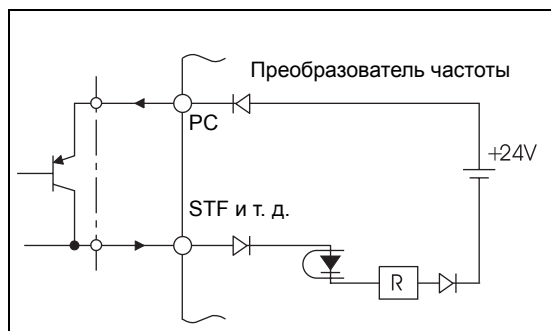 Преобразователь частоты
PC
+24V
STF и т. д.
R